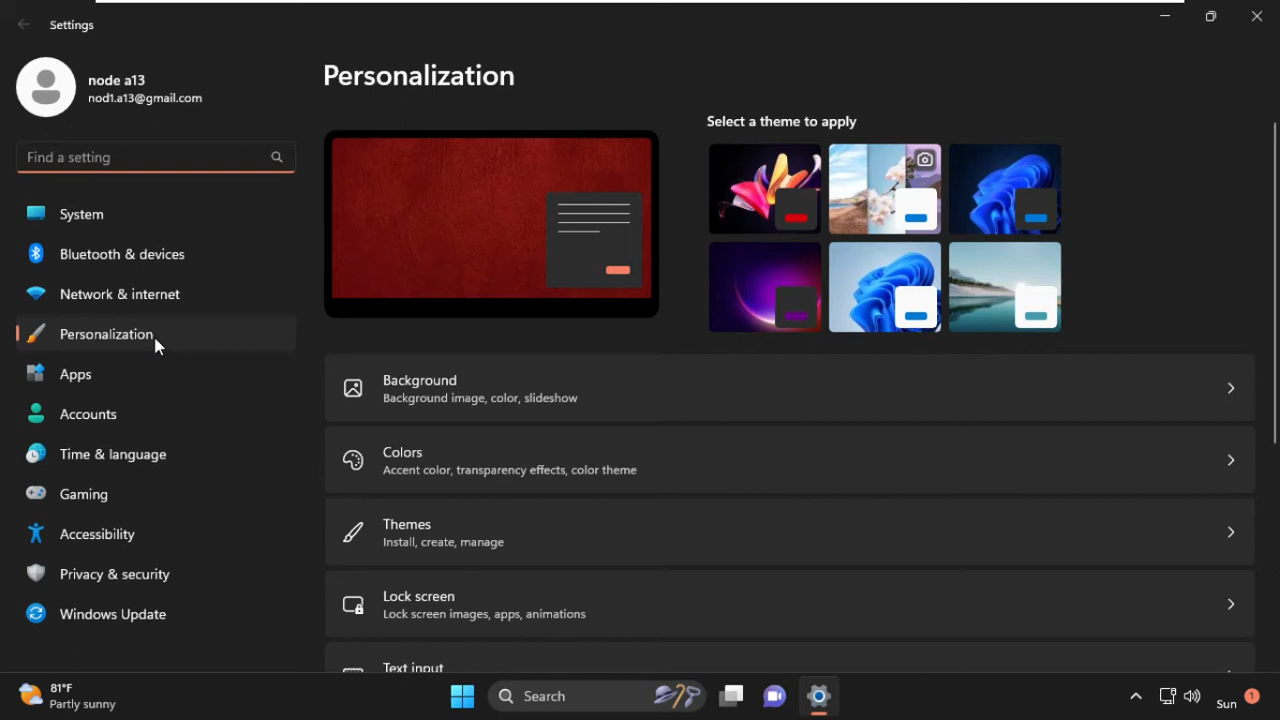 Settings
node a13
nod1.a13@gmail.com
Find a setting
System
Bluetooth & devices
Network & internet
Personalization
Apps
Accounts
Time & language
Gaming
Accessibility
Privacy & security
Windows Update
Personalization
Select a theme to apply
Background
Background image, color, slideshow
Colors
Accent color, transparency effects, color theme
Themes
Install, create, manage
Lock screen
Lock screen images, apps, animations
Text input
81°F
Partly sunny
Search
Sun
1